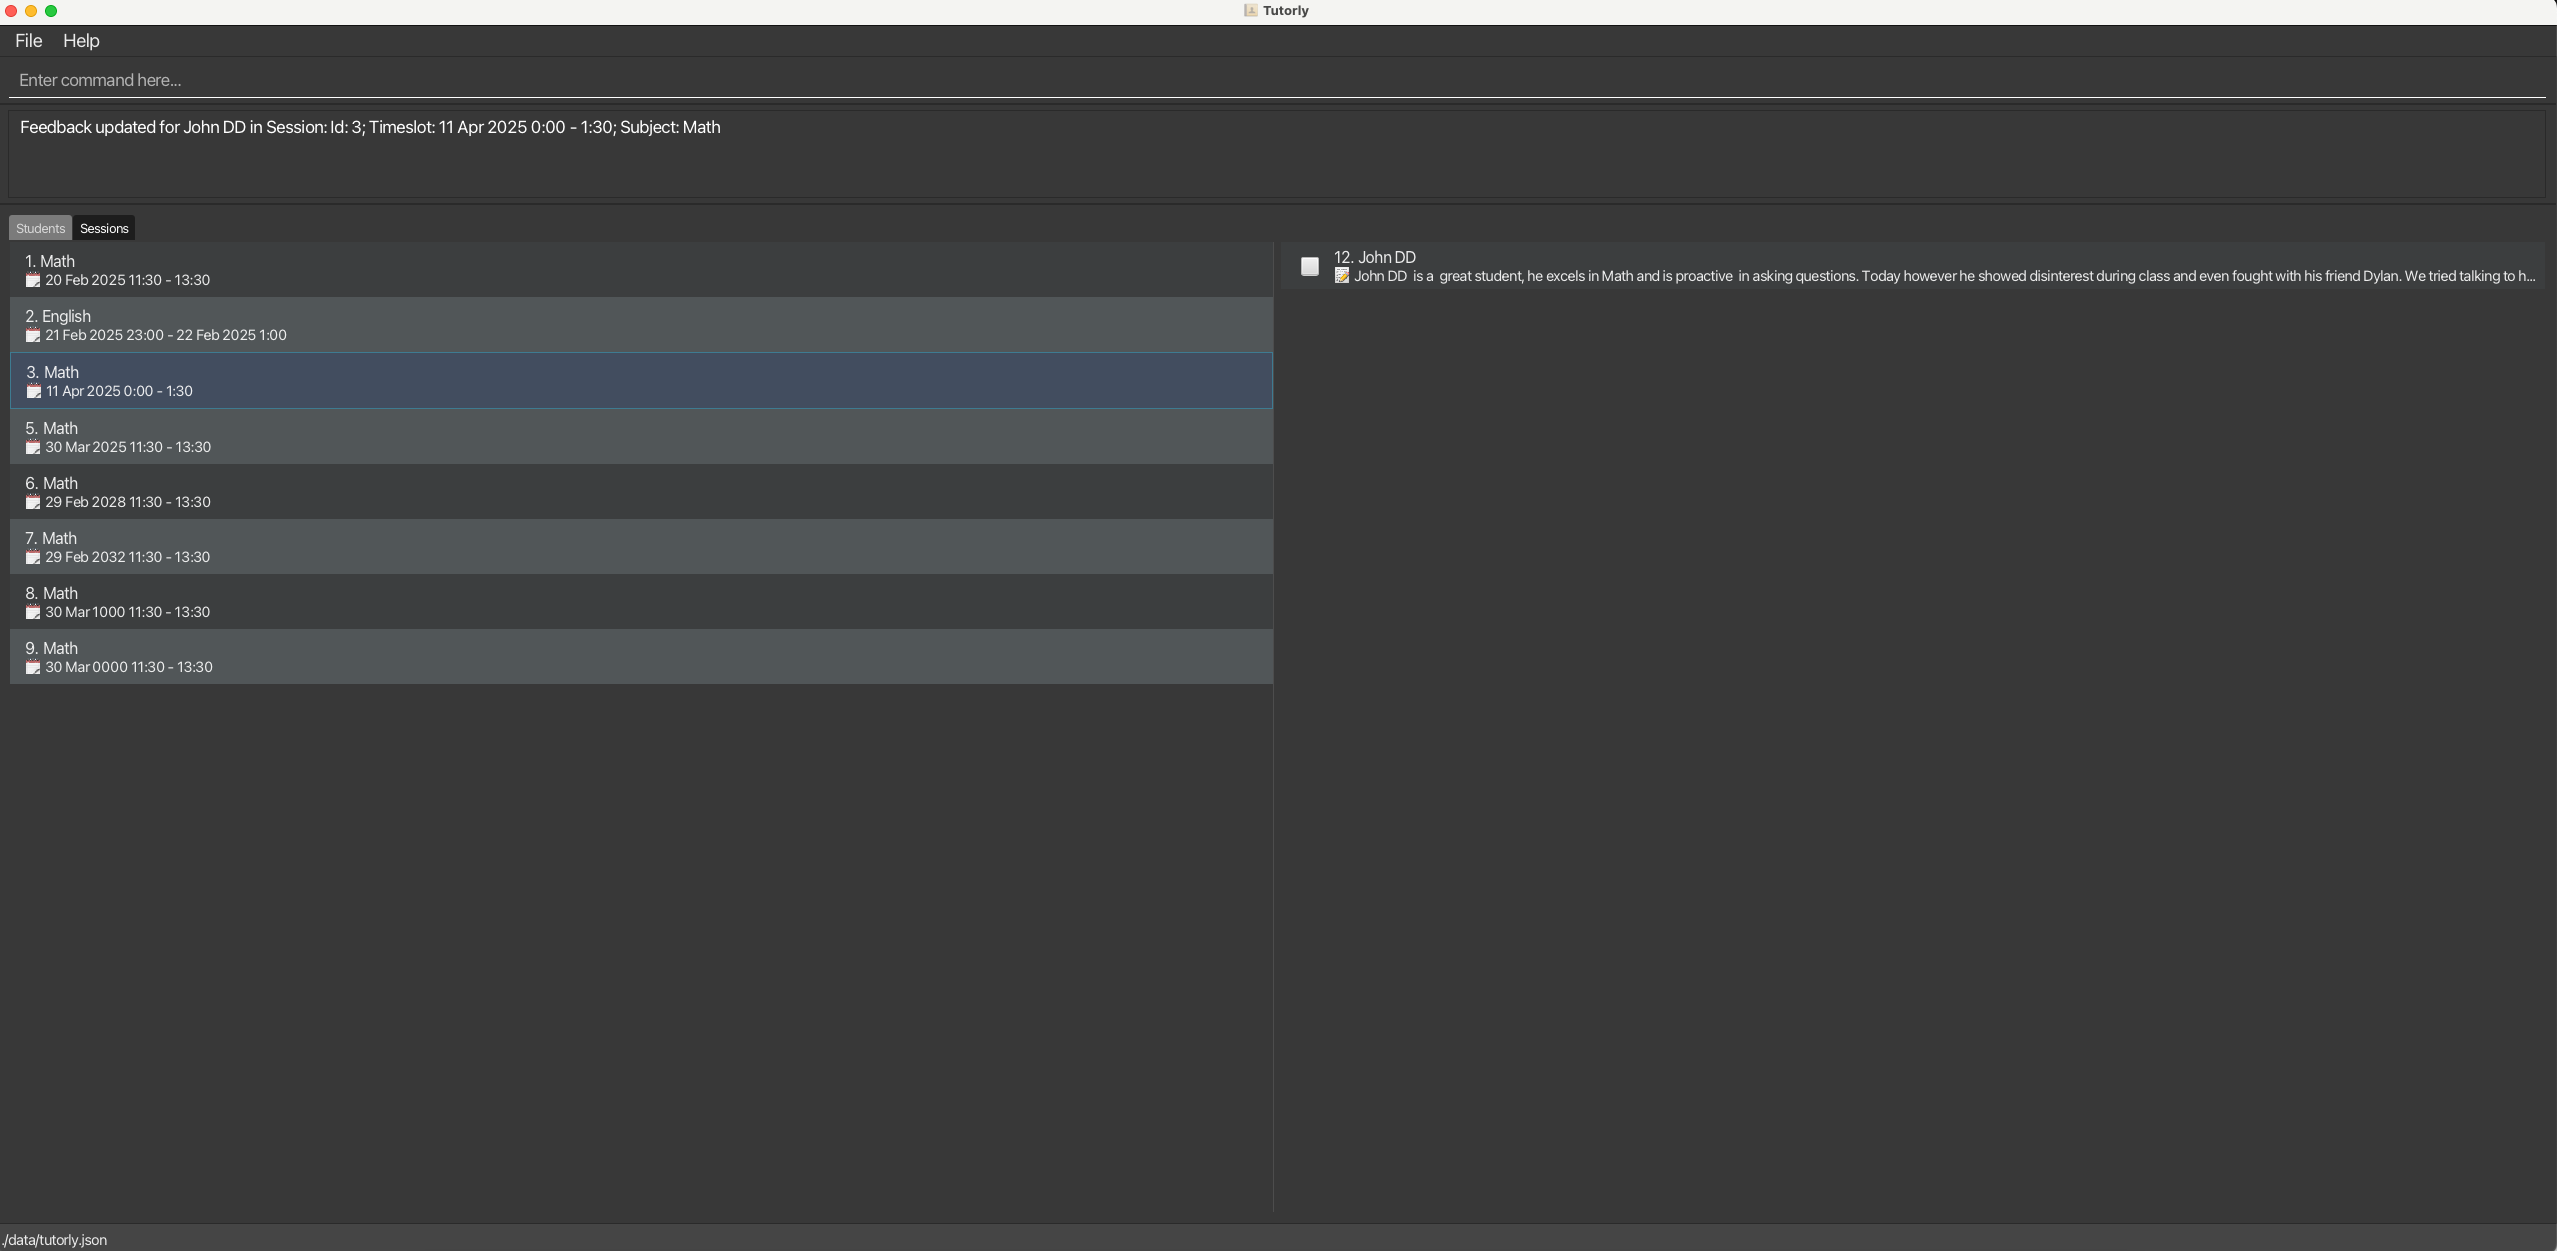 Tutorly
File Help
Enter command here...
Feedback updated for John DD in Session: Id: 3; Timeslot: 11 Apr 2025 0:00 - 1:30; Subject: Math
Students Sessions
1. Math
20 Feb 2025 11:30 - 13:30
2. English
21 Feb 2025 23:00 - 22 Feb 2025 1:00
3. Math
11 Apr 2025 0:00 - 1:30
5. Math
30 Mar 2025 11:30 - 13:30
6. Math
29 Feb 2028 11:30 - 13:30
7. Math
29 Feb 2032 11:30 - 13:30
8. Math
30 Mar 1000 11:30 - 13:30
9. Math
30 Mar 0000 11:30 - 13:30
12. John DD
John DD  is a  great student, he excels in Math and is proactive  in asking questions. Today however he showed disinterest during class and even fought with his friend Dylan. We tried talking to h...
./data/tutorly.json